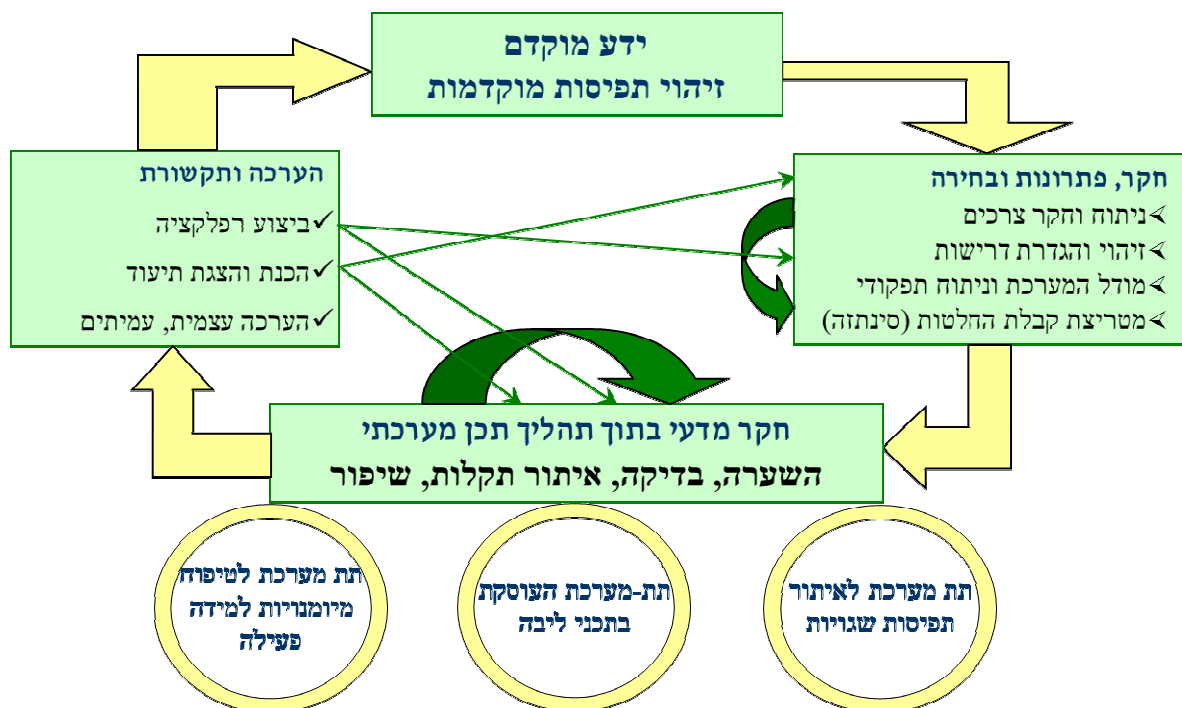 ידע מוקדם
זיהוי תפיסות מוקדמות
חקר, פתרונות ובחירה
ניתוח וחקר צרכים
זיהוי והגדרת דרישות
מודל המערכת וניתוח תפקודי
מטריצת קבלת החלטות (סינתזה)
הערכה ותקשורת
ביצוע רפלקציה
הכנת והצגת תיעוד
הערכה עצמית, עמיתים
חקר מדעי בתוך תהליך תכן מערכתי
השערה, בדיקה, איתור תקלות, שיפור
תת מערכת לאיתור
תפיסות שגויות
תת-מערכת העוסקת
בתכני ליבה
תת מערכת לטיפוח
מיומנויות למידה
פעילה